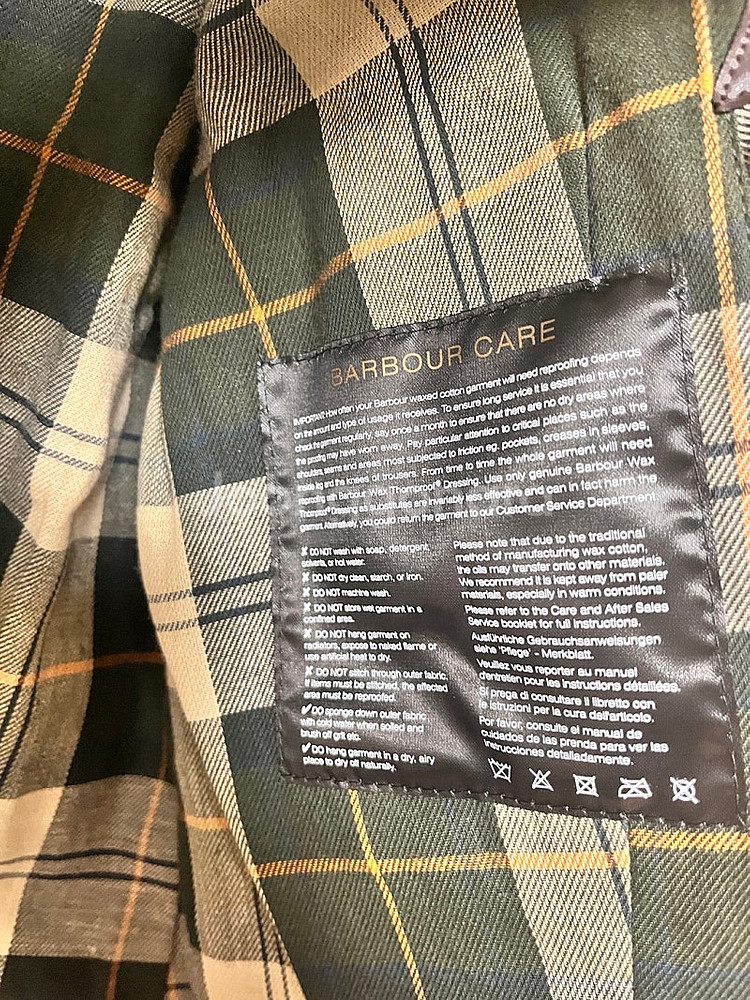 BARBOUR CARE
IMPORTANT: How often your Barbour waxed cotton garment will need reproofing depends
on the amount and type of usage it receives. To ensure long service it is essential that you
check the garment regularly, say once a month to ensure that there are no dry areas where
the proofing may have worn away. Pay particular attention to critical places such as the
shoulders, seams and areas most subjected to friction eg. pockets, creases in sleeves,
inside leg and the knees of trousers. From time to time the whole garment will need
reproofing with Barbour Wax Thornproof® Dressing. Use only genuine Barbour Wax
Thornproof® Dressing as substitutes are invariably less effective and can in fact harm the
garment. Alternatively, you could return the garment to our Customer Service Department.
✗ DO NOT wash with soap, detergent,
solvents, or hot water.
✗ DO NOT dry clean, starch, or iron.
✗ DO NOT machine wash.
✗ DO NOT store wet garment in a
confined area.
✗ DO NOT hang garment on
radiators, expose to naked flame or
use artificial heat to dry.
✗ DO NOT stitch through outer fabric.
If items must be stitched, the affected
area must be reproofed.
✓ DO sponge down outer fabric
with cold water when soiled and
brush off grit etc.
✓ DO hang garment in a dry, airy
place to dry off naturally.
Please note that due to the traditional
method of manufacturing wax cotton,
the oils may transfer onto other materials.
We recommend it is kept away from paler
materials, especially in warm conditions.
Please refer to the Care and After Sales
Service booklet for full instructions.
Ausführliche Gebrauchsanweisungen
siehe 'Pflege' - Merkblatt.
Veuillez vous reporter au manuel
d'entretien pour les instructions détaillées.
Si prega di consultare il libretto con
le istruzioni per la cura dell'articolo.
Por favor, consulte el manual de
cuidados de las prenda para ver las
instrucciones detalladamente.